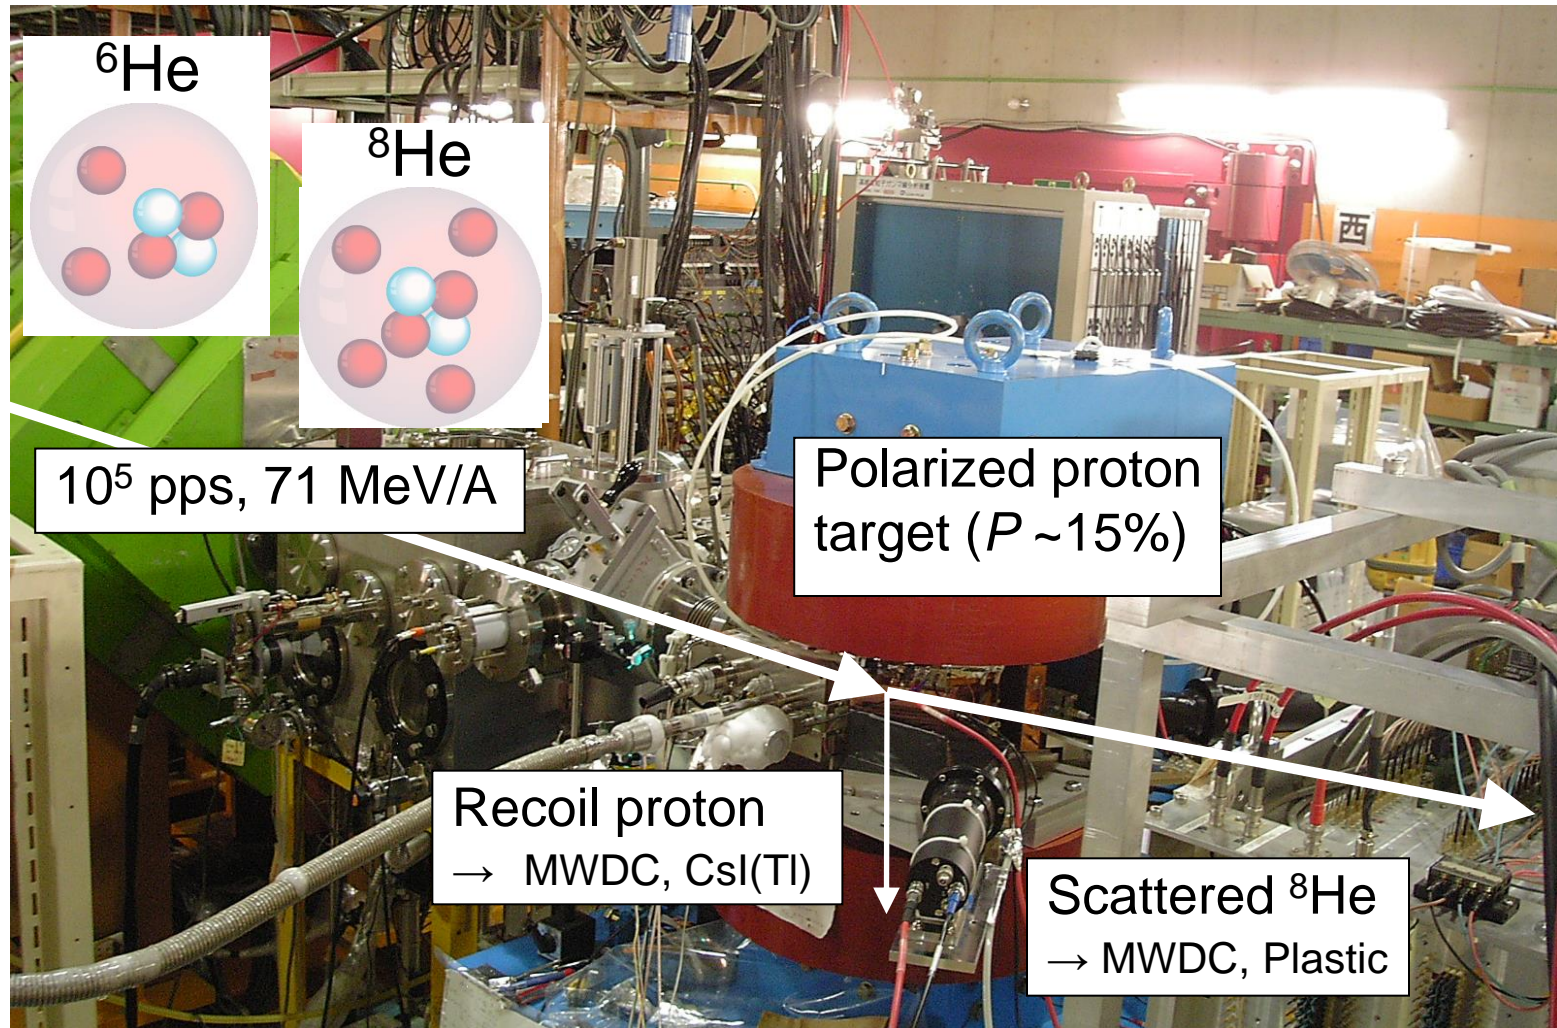 ⁶He
⁸He
10⁵ pps, 71 MeV/A
Polarized proton
target (P ~15%)
西
Recoil proton
→ MWDC, CsI(Tl)
Scattered ⁸He
→ MWDC, Plastic